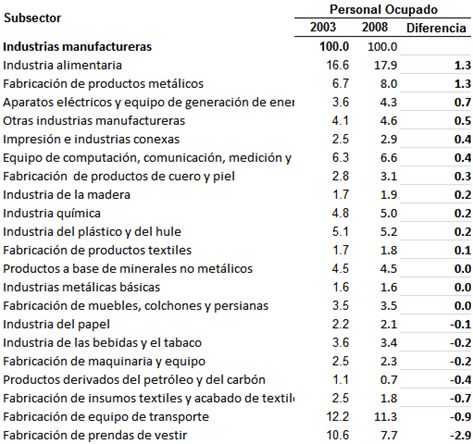 Personal Ocupado
Subsector 2003 2008 Diferencia
Industrias manufactureras 100.0 100.0
Industria alimentaria 16.6 17.9 1.3
Fabricación de productos metálicos 6.7 8.0 1.3
Aparatos eléctricos y equipo de generación de ener 3.6 4.3 0.7
Otras industrias manufactureras 4.1 4.6 0.5
Impresión e industrias conexas 2.5 2.9 0.4
Equipo de computación, comunicación, medición y 6.3 6.6 0.4
Fabricación de productos de cuero y piel 2.8 3.1 0.3
Industria de la madera 1.7 1.9 0.2
Industria química 4.8 5.0 0.2
Industria del plástico y del hule 5.1 5.2 0.2
Fabricación de productos textiles 1.7 1.8 0.1
Productos a base de minerales no metálicos 4.5 4.5 0.0
Industrias metálicas básicas 1.6 1.6 0.0
Fabricación de muebles, colchones y persianas 3.5 3.5 0.0
Industria del papel 2.2 2.1 -0.1
Industria de las bebidas y el tabaco 3.6 3.4 -0.2
Fabricación de maquinaria y equipo 2.5 2.3 -0.2
Productos derivados del petróleo y del carbón 1.1 0.7 -0.4
Fabricación de insumos textiles y acabado de textil 2.5 1.8 -0.7
Fabricación de equipo de transporte 12.2 11.3 -0.9
Fabricación de prendas de vestir 10.6 7.7 -2.9